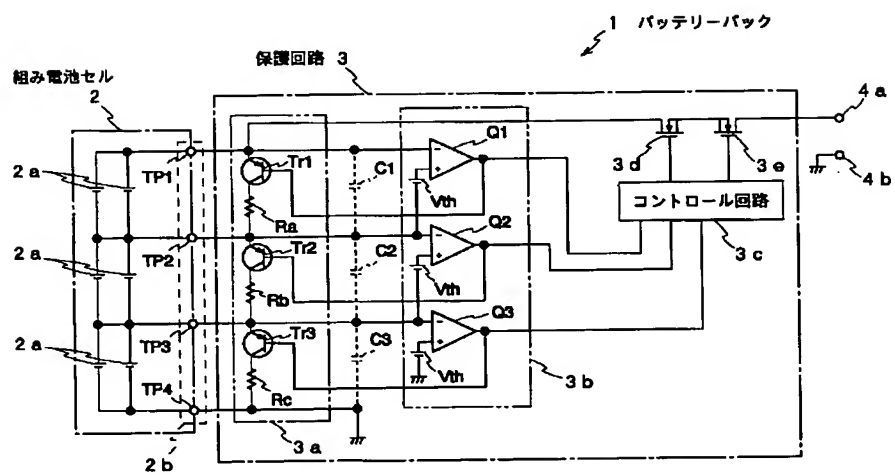 1 バッテリーパック
保護回路 3
組み電池セル
2
4a
Q1
TP1
Tr1
C1
3d
3e
2a
Vth
4b
Ra
コントロール回路
Q2
TP2
Tr2
3c
C2
2a
Rb
Vth
Q3
TP3
Tr3
C3
2a
Vth
TP4
Rc
3b
3a
2b